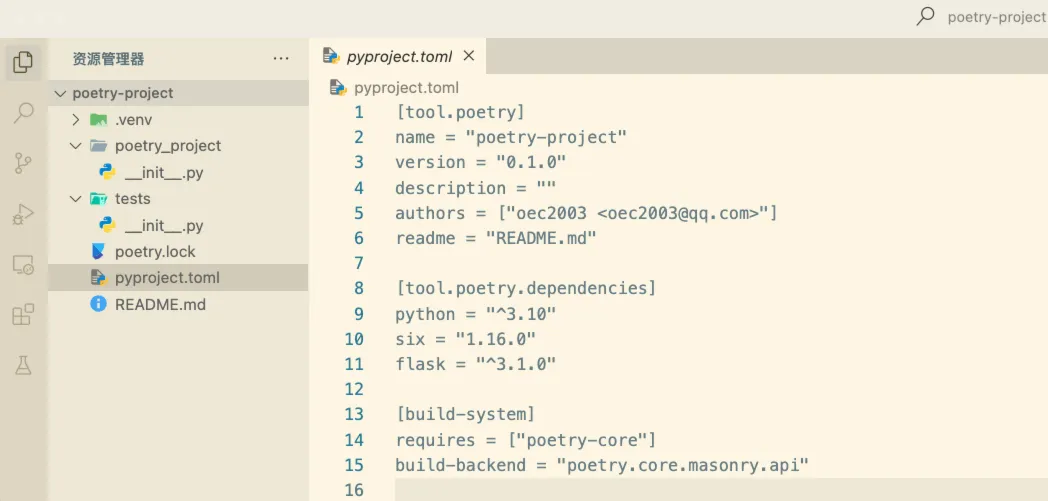 poetry-project
资源管理器
···
poetry-project
.venv
poetry_project
__init__.py
tests
__init__.py
poetry.lock
pyproject.toml
README.md
pyproject.toml
pyproject.toml
1 [tool.poetry]
2 name = "poetry-project"
3 version = "0.1.0"
4 description = ""
5 authors = ["oec2003 <oec2003@qq.com>"]
6 readme = "README.md"
7
8 [tool.poetry.dependencies]
9 python = "^3.10"
10 six = "1.16.0"
11 flask = "^3.1.0"
12
13 [build-system]
14 requires = ["poetry-core"]
15 build-backend = "poetry.core.masonry.api"
16